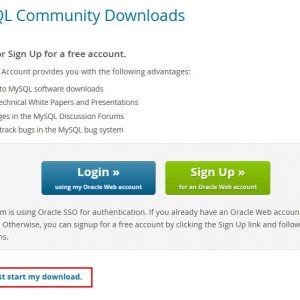 QL Community Downloads
or Sign Up for a free account.
Account provides you with the following advantages:
to MySQL software downloads
echnical White Papers and Presentations
ges in the MySQL Discussion Forums
track bugs in the MySQL bug system
Login »
using my Oracle Web account
Sign Up »
for an Oracle Web account
m is using Oracle SSO for authentication. If you already have an Oracle Web accoun
Otherwise, you can signup for a free account by clicking the Sign Up link and follow
ns.
st start my download.